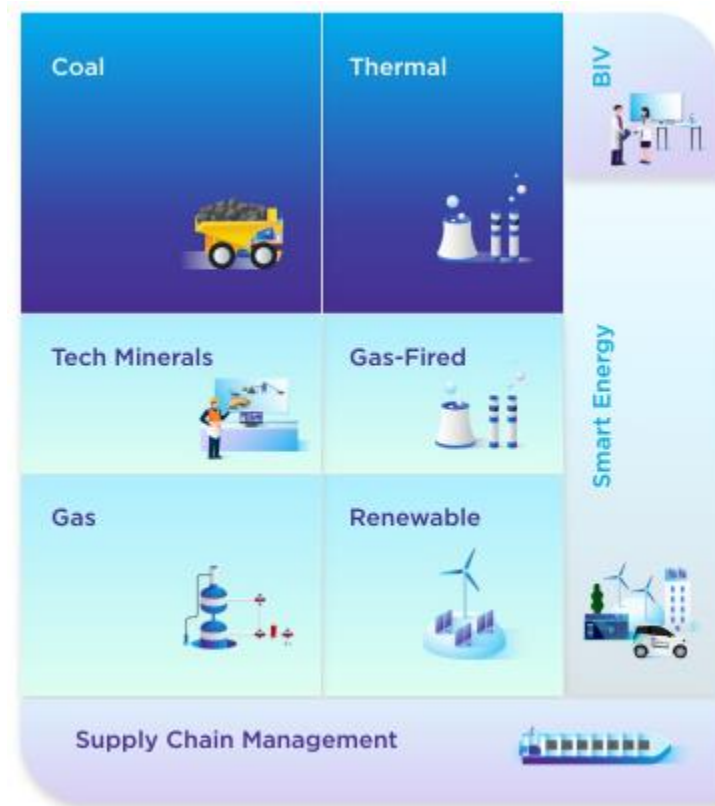 Coal
Thermal
BIV
Tech Minerals
Gas-Fired
Smart Energy
Gas
Renewable
Supply Chain Management